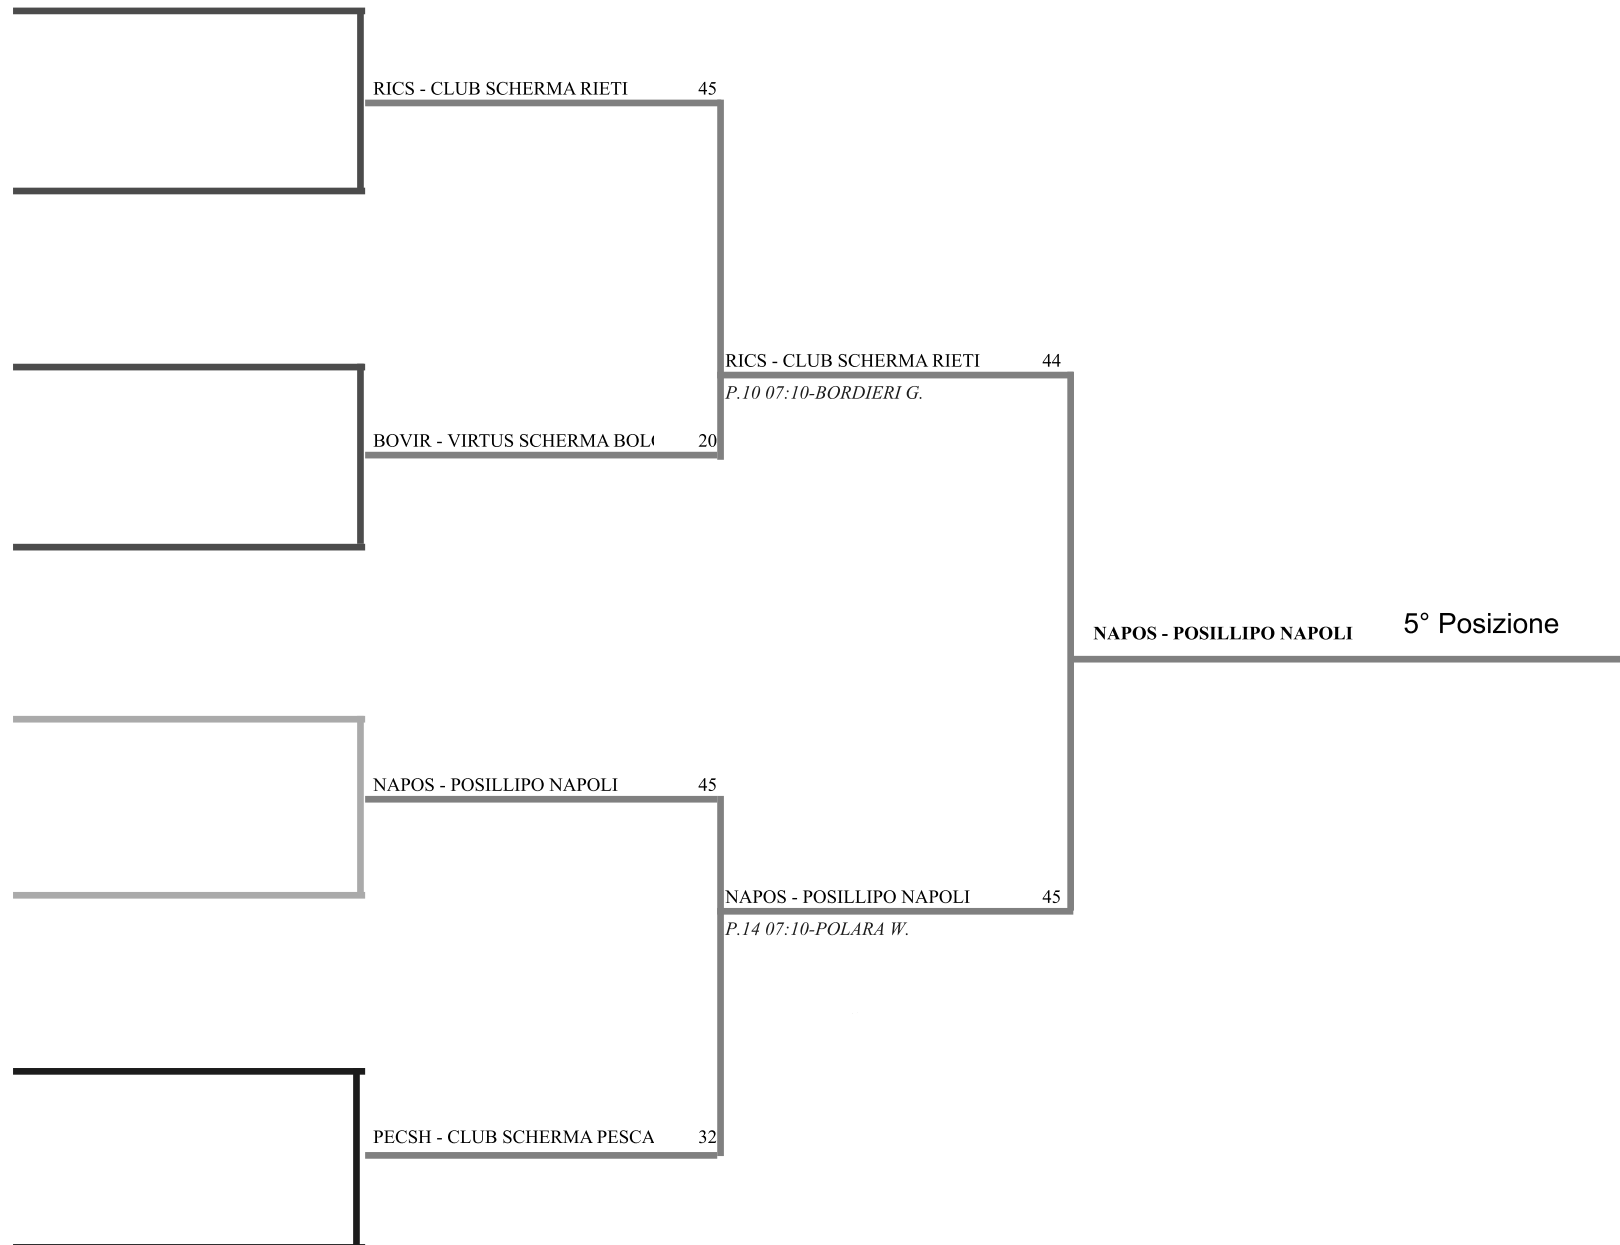 RICS - CLUB SCHERMA RIETI 45
RICS - CLUB SCHERMA RIETI 44
P.10 07:10-BORDIERI G.
BOVIR - VIRTUS SCHERMA 20
NAPOS - POSILLIPO NAPOLI 5° Posizione
NAPOS - POSILLIPO NAPOLI 45
NAPOS - POSILLIPO NAPOLI 45
P.14 07:10-POLARA W.
PECSH - CLUB SCHERMA PESCA 32